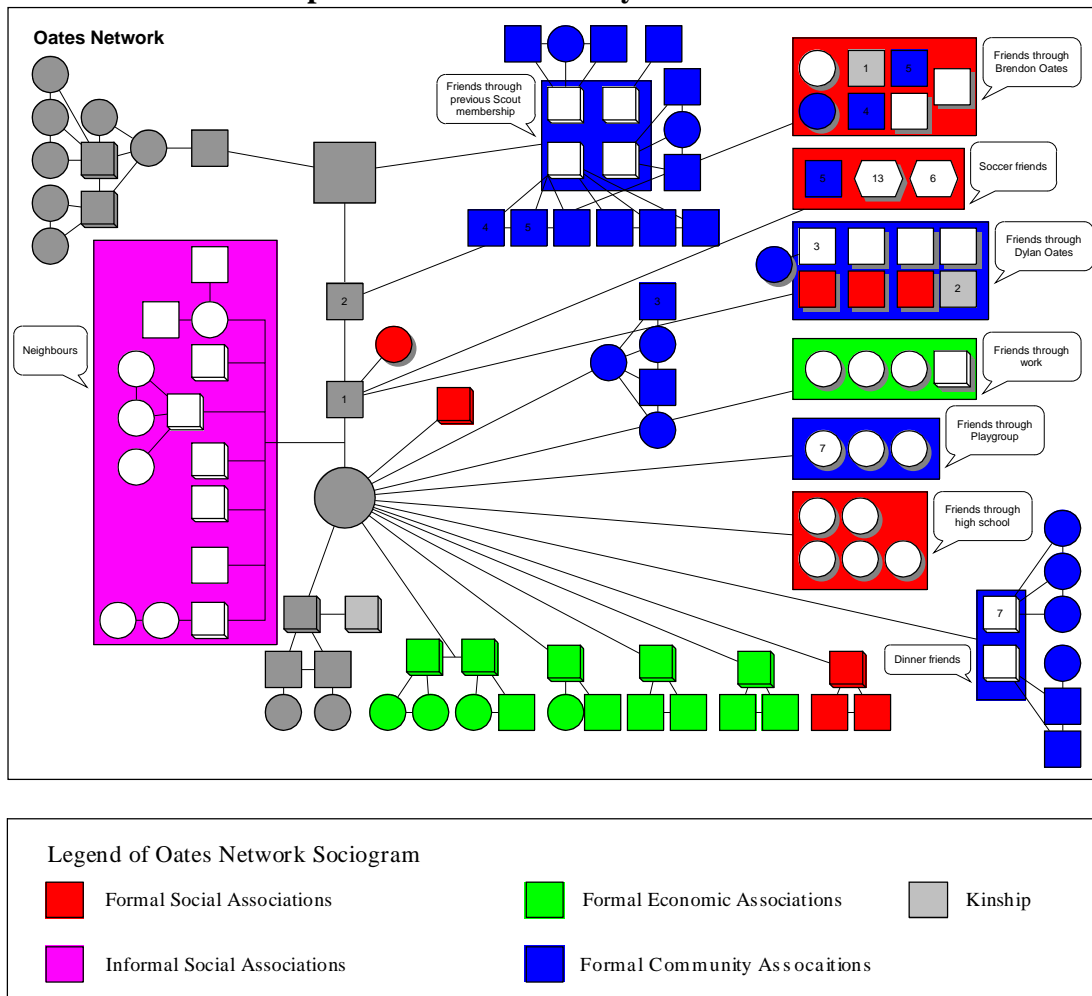 Oates Network
Friends through
previous Scout
membership
4
5
1
4
Friends through
Brendon Oates
13
6
Soccer friends
3
2
Friends through
Dylan Oates
2
3
Neighbours
1
Friends through
work
7
Friends through
Playgroup
Friends through
high school
7
Dinner friends
Legend of Oates Network Sociogram
Formal Social Associations
Formal Economic Associations
Kinship
Informal Social Associations
Formal Community Assocaitions